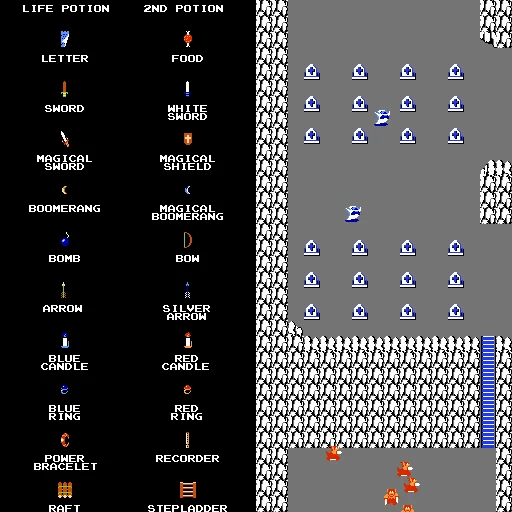 LIFE POTION 2ND POTION
LETTER FOOD
SWORD WHITE
SWORD
MAGICAL
SWORD MAGICAL
SHIELD
BOOMERANG MAGICAL
BOOMERANG
BOMB BOW
ARROW SILVER
ARROW
BLUE
CANDLE RED
CANDLE
BLUE
RING RED
RING
POWER
BRACELET RECORDER
RAFT STEPLADDER